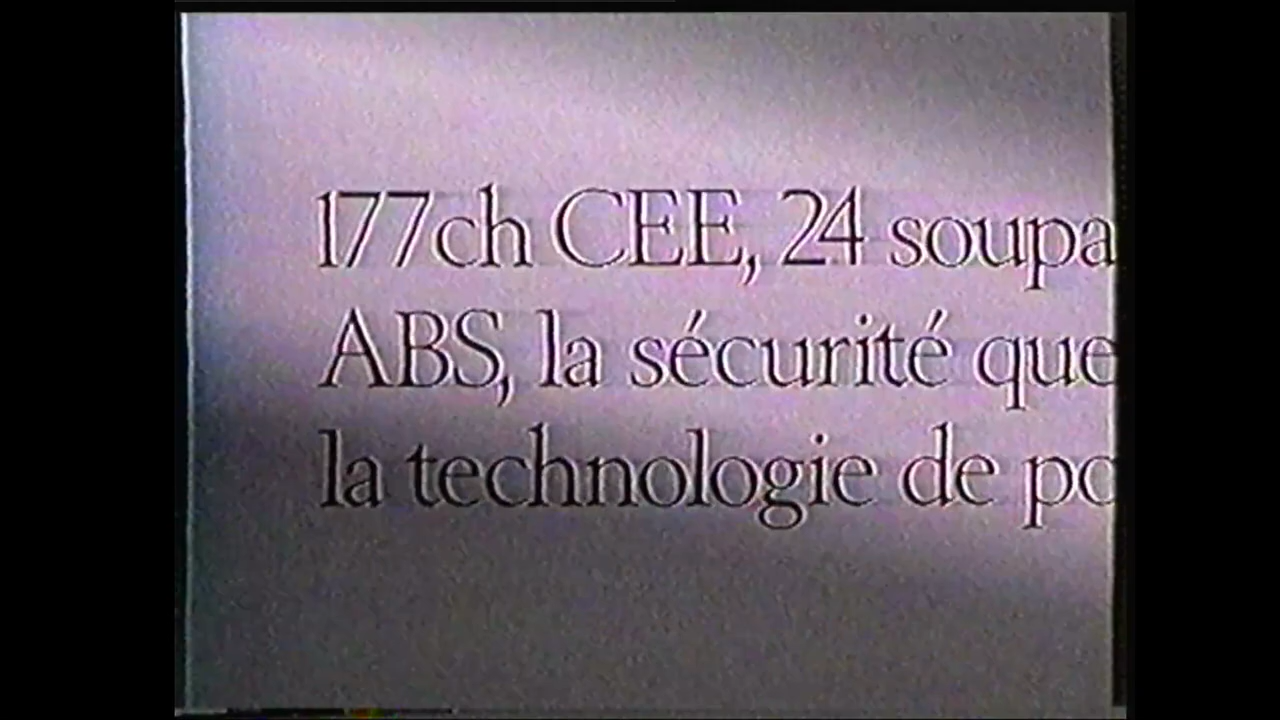 177ch CEE, 24 soupa
ABS, la sécurité que
la technologie de po